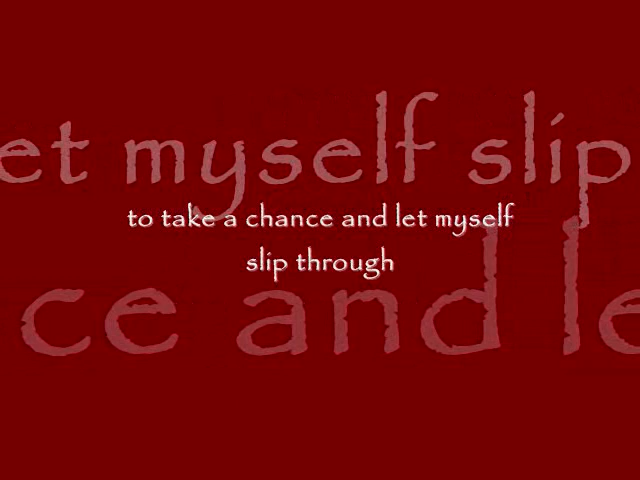 et myself slip
to take a chance and let myself
slip through
ce and le